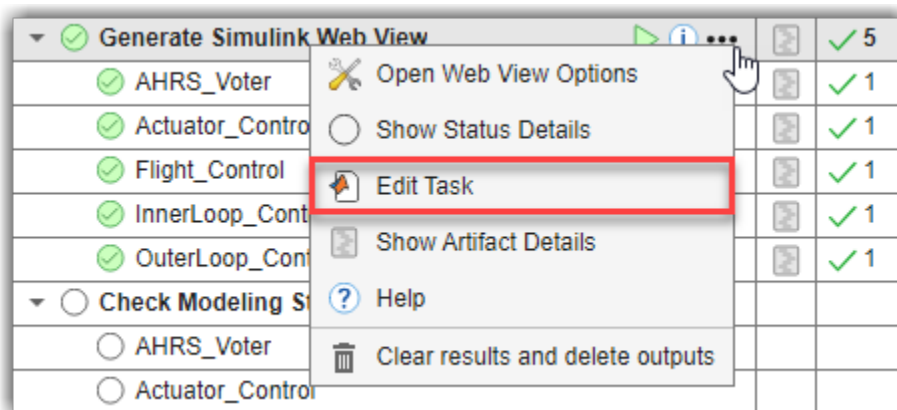 Generate Simulink Web View 5
Open Web View Options
AHRS_Voter 1
Show Status Details
Actuator_Contro 1
Flight_Control 1
Edit Task
InnerLoop_Cont 1
Show Artifact Details
OuterLoop_Cont 1
Check Modeling St
? Help
AHRS_Voter
Clear results and delete outputs
Actuator_Control